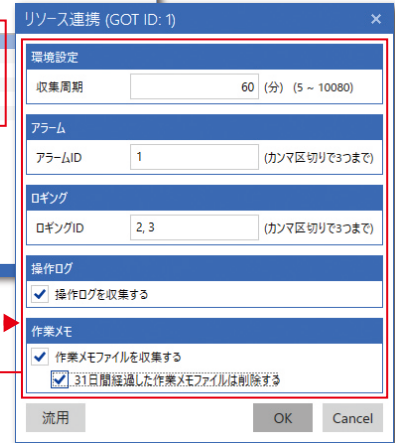 リソース連携 (GOT ID: 1) ×
環境設定
収集周期 60 (分) (5 ~ 10080)
アラーム
アラームID 1 (カンマ区切りで3つまで)
ロギング
ロギングID 2, 3 (カンマ区切りで3つまで)
操作ログ
操作ログを収集する
作業メモ
作業メモファイルを収集する
31日間経過した作業メモファイルは削除する
流用 OK Cancel